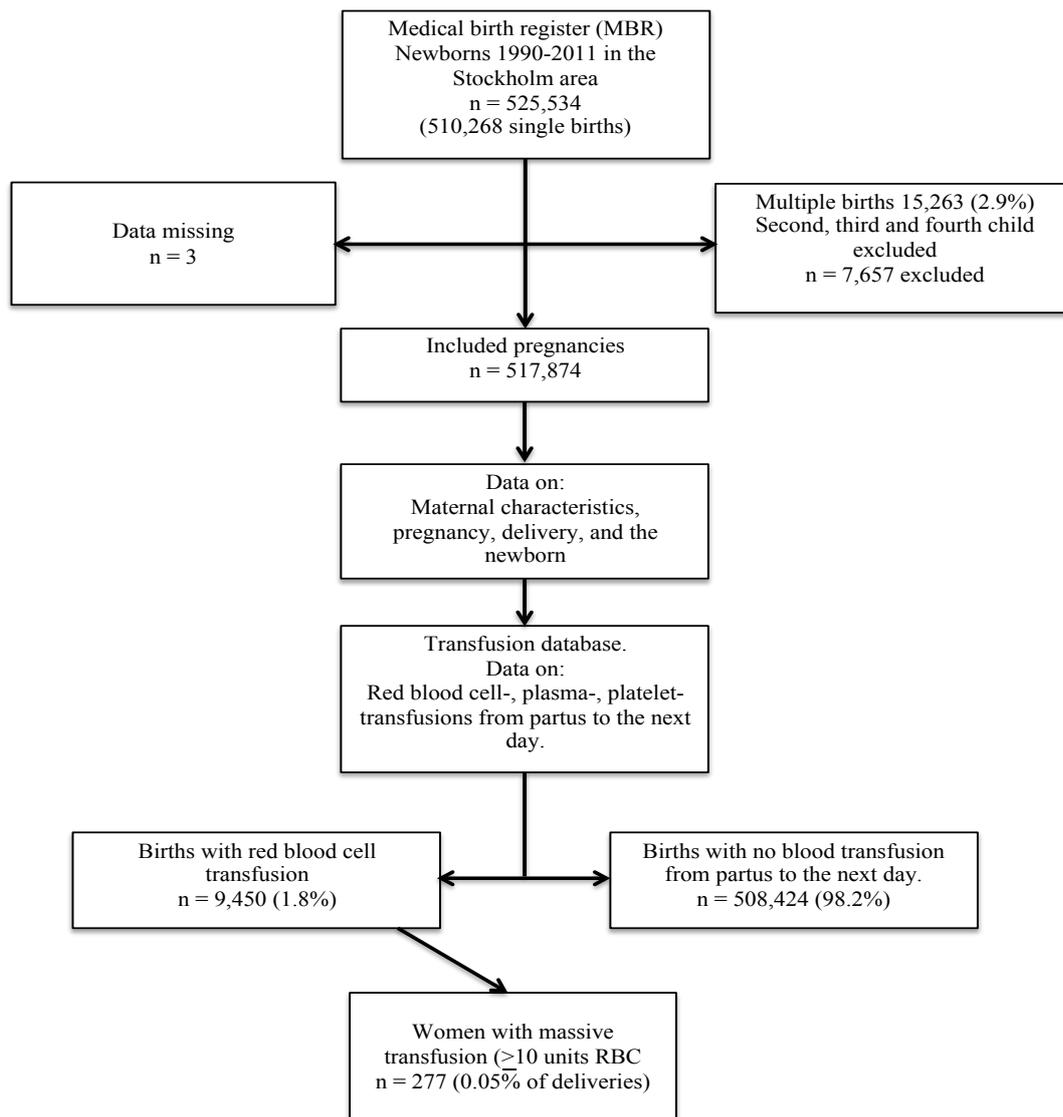 Medical birth register (MBR)
Newborns 1990-2011 in the
Stockholm area
n = 525,534
(510,268 single births)
Data missing
n = 3
Multiple births 15,263 (2.9%)
Second, third and fourth child
excluded
n = 7,657 excluded
Included pregnancies
n = 517,874
Data on:
Maternal characteristics,
pregnancy, delivery, and the
newborn
Transfusion database.
Data on:
Red blood cell-, plasma-, platelet-
transfusions from partus to the next
day.
Births with red blood cell
transfusion
n = 9,450 (1.8%)
Births with no blood transfusion
from partus to the next day.
n = 508,424 (98.2%)
Women with massive
transfusion (≥10 units RBC
n = 277 (0.05% of deliveries)